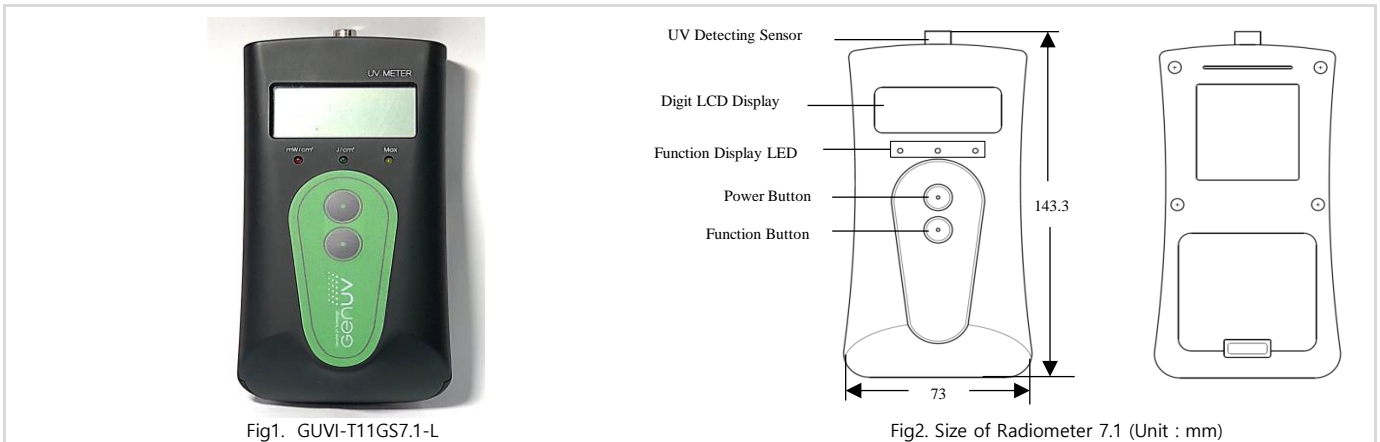 UV METER
mW/cm² J/cm² Max
GenUV
Fig1. GUVI-T11GS7.1-L
UV Detecting Sensor
Digit LCD Display
Function Display LED
Power Button
Function Button
143.3
73
Fig2. Size of Radiometer 7.1 (Unit : mm)